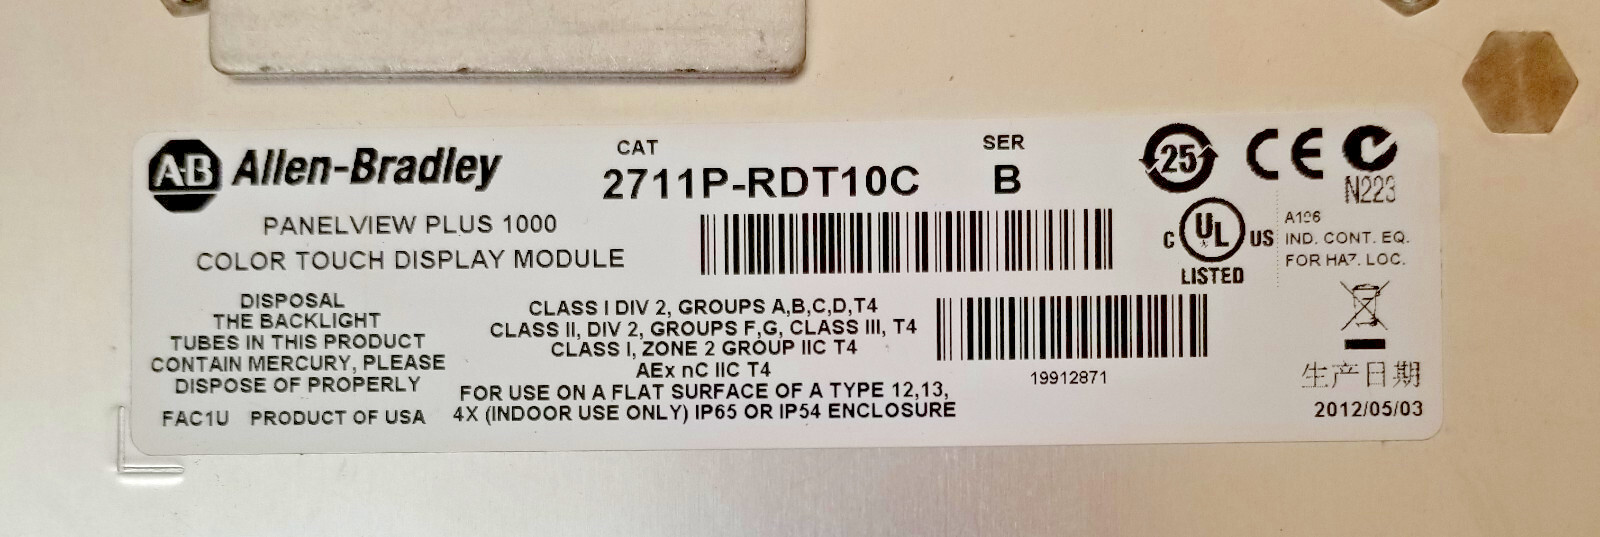 A·B Allen-Bradley
PANELVIEW PLUS 1000
COLOR TOUCH DISPLAY MODULE
DISPOSAL
THE BACKLIGHT
TUBES IN THIS PRODUCT
CONTAIN MERCURY, PLEASE
DISPOSE OF PROPERLY
FAC1U PRODUCT OF USA
CAT
2711P-RDT10C
SER
B
CLASS I DIV 2, GROUPS A,B,C,D,T4
CLASS II, DIV 2, GROUPS F,G, CLASS III, T4
CLASS I, ZONE 2 GROUP IIC T4
AEx nC IIC T4
FOR USE ON A FLAT SURFACE OF A TYPE 12,13,
4X (INDOOR USE ONLY) IP65 OR IP54 ENCLOSURE
19912871
25
CE
N223
C UL US
LISTED
IND. CONT. EQ.
FOR HAZ. LOC.
生产日期
2012/05/03